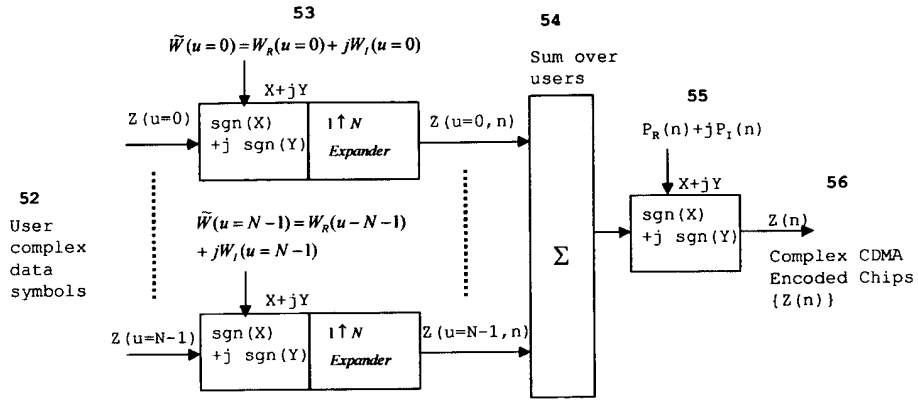 53
W̃(u=0) = W_R(u=0) + jW_I(u=0)
54
Sum over
users
X+jY
55
Z(u=0)
sgn(X)
+j sgn(Y)
1↑N
Expander
Z(u=0,n)
P_R(n)+jP_I(n)
52
User
complex
data
symbols
W̃(u=N-1) = W_R(u-N-1)
+ jW_I(u=N-1)
X+jY
Σ
X+jY
sgn(X)
+j sgn(Y)
56
Z(n)
Complex CDMA
Encoded Chips
{Z(n)}
Z(u=N-1)
sgn(X)
+j sgn(Y)
1↑N
Expander
Z(u=N-1,n)